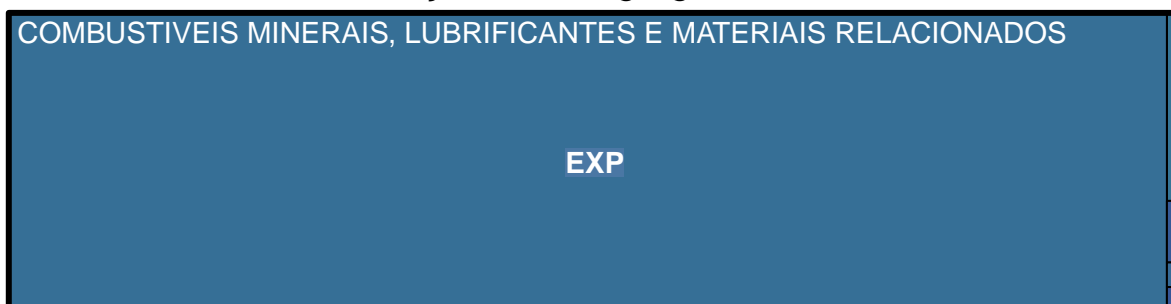 COMBUSTIVEIS MINERAIS, LUBRIFICANTES E MATERIAIS RELACIONADOS
EXP